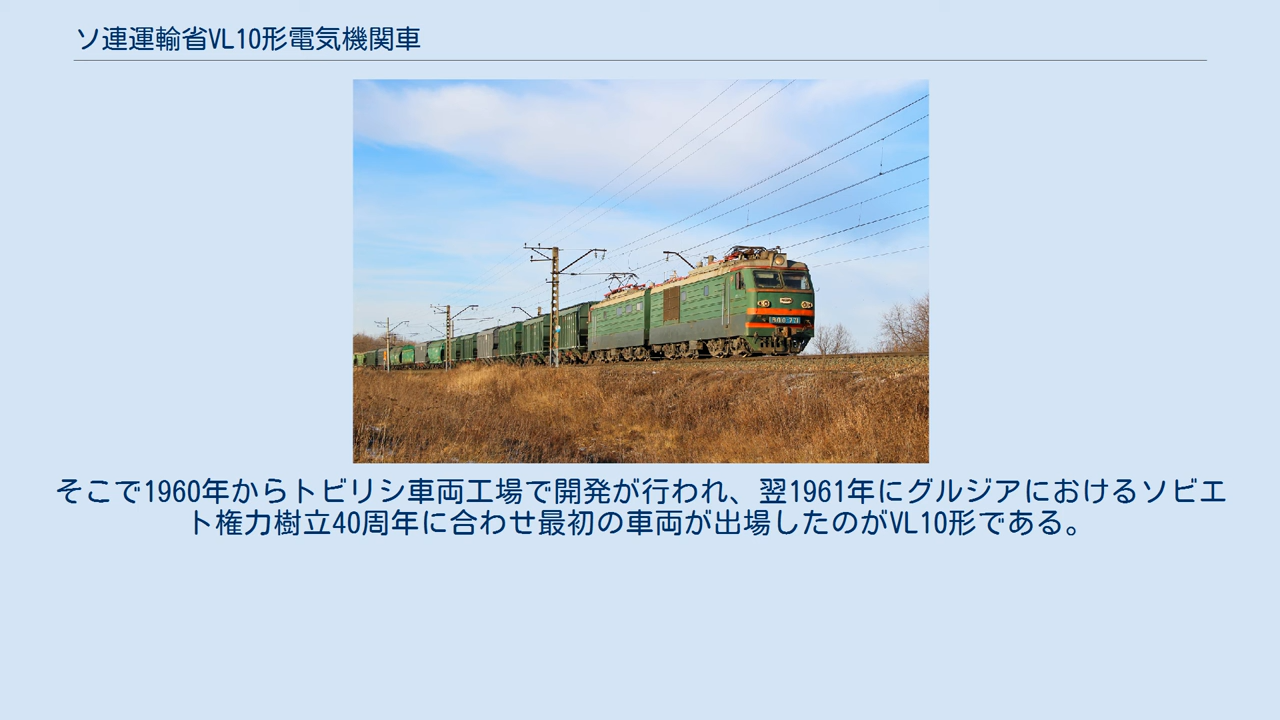 ソ連運輸省VL10形電気機関車
そこで1960年からトビリシ車両工場で開発が行われ、翌1961年にグルジアにおけるソビエ
ト権力樹立40周年に合わせ最初の車両が出場したのがVL10形である。